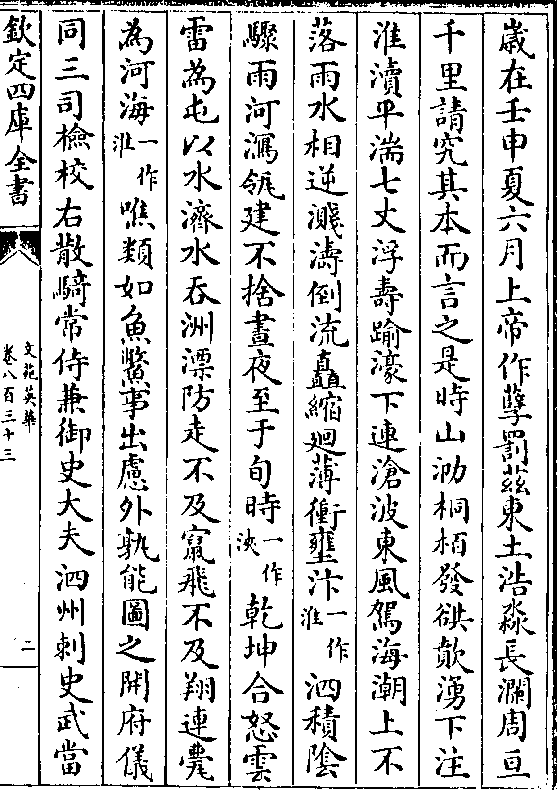 歳在壬申夏六月上帝作孽罰茲東土浩淼長瀾周亘
千里請究其本而言之是時山泐桐栢發谼歕湧下注
淮瀆平湍七丈浮壽踰濠下連滄波東風駕海潮上不
落雨水相逆濺濤倒流矗縮廻薄衝壅汴一作淮泗積陰
驟雨河瀉瓴建不捨晝夜至于旬時一作浹乾坤合怒雲
雷為屯以水濟水吞洲漂防走不及竄飛不及翔連甍
為河海一作淮噍類如魚鱉事出慮外孰能圖之開府儀
同三司檢校右散騎常侍兼御史大夫泗州刺史武當
欽定四庫全書
文苑英華
卷八百三十三
二